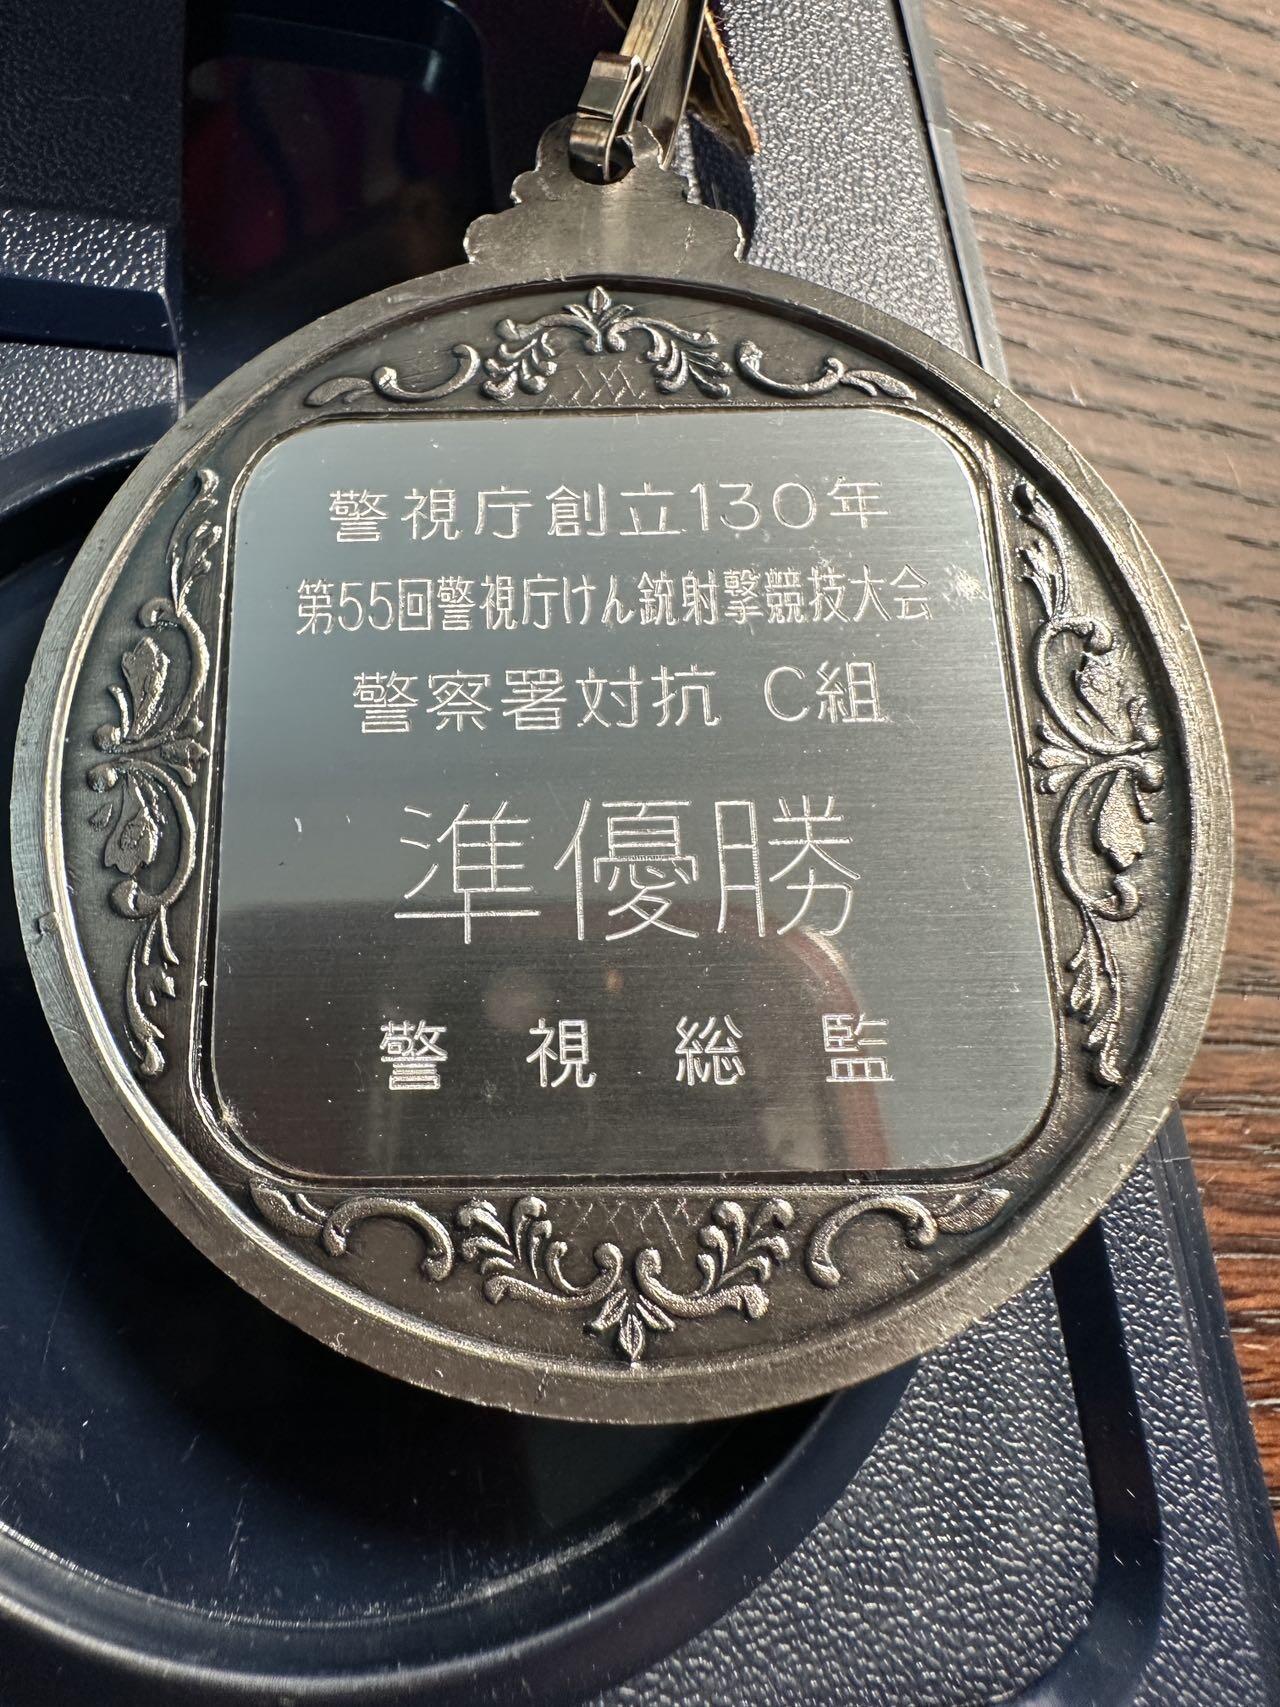 警視庁創立130年
第55回警視庁けん銃射撃競技大会
警察署対抗 C組
準優勝
警視総監